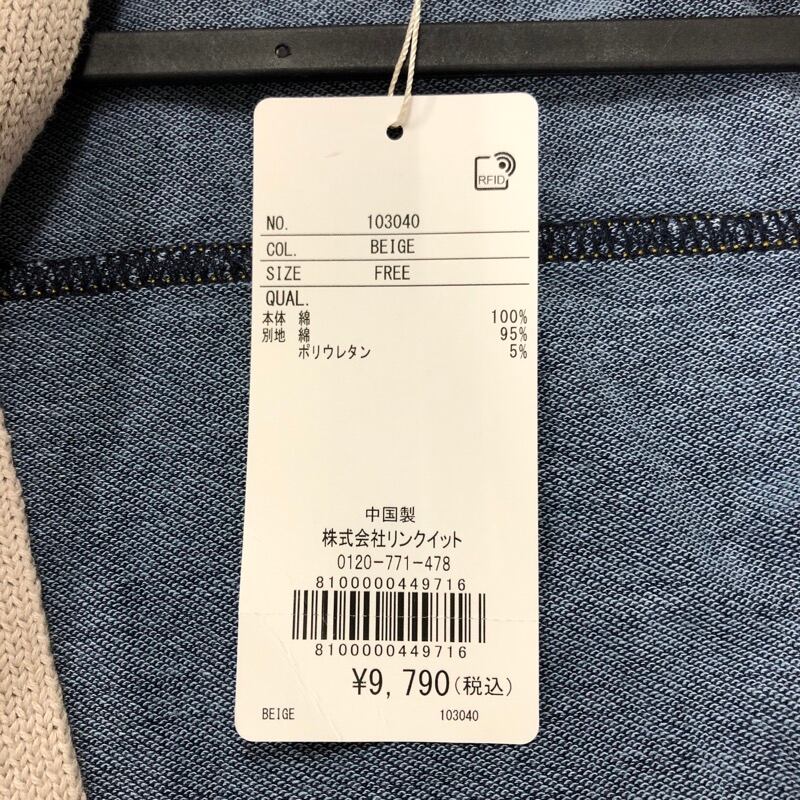 RFID
NO. 103040
COL. BEIGE
SIZE FREE
QUAL.
本体 綿 100%
別地 綿 95%
ポリウレタン 5%
中国製
株式会社リンクイット
0120-771-478
8100000449716
8100000449716
¥9,790(税込)
BEIGE 103040